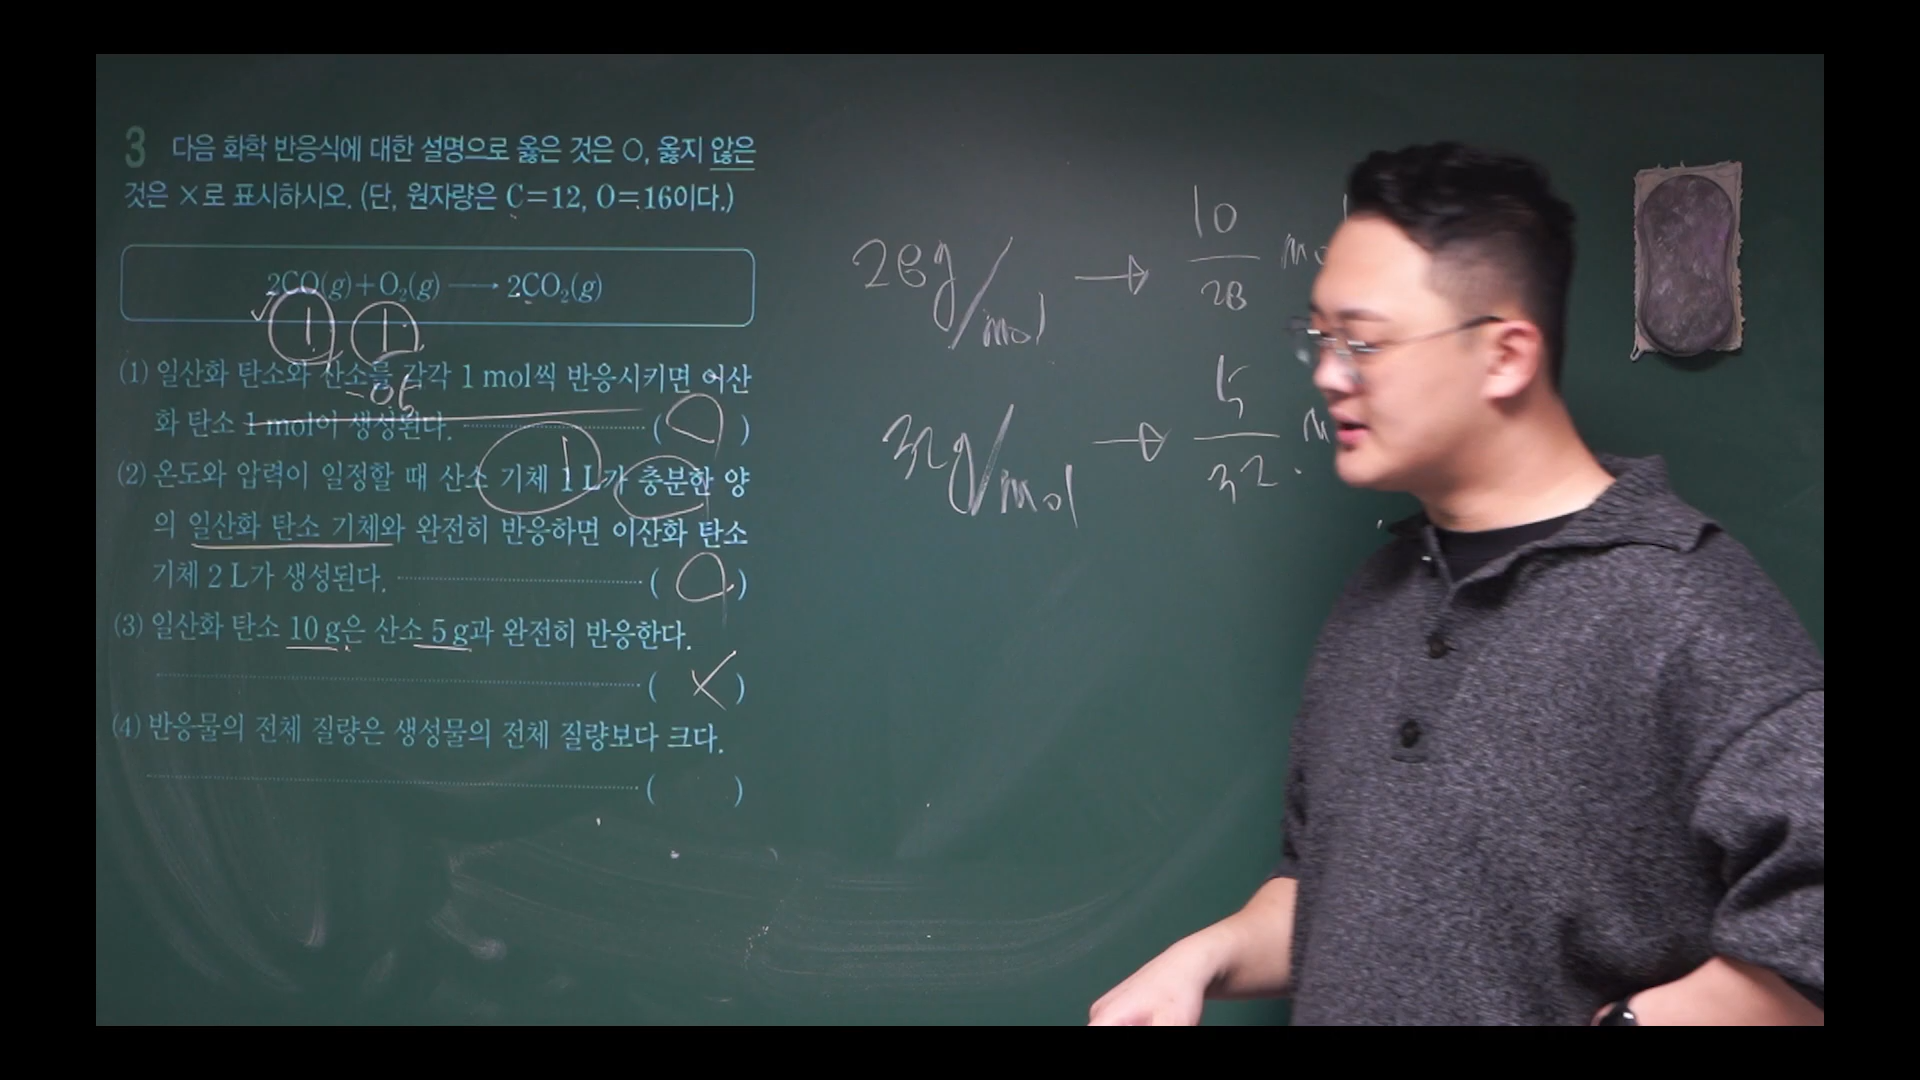 3 다음 화학 반응식에 대한 설명으로 옳은 것은 O, 옳지 않은
것은 ×로 표시하시오. (단, 원자량은 C=12, O=16이다.)
2CO(g)+O₂(g) → 2CO₂(g)
1 1
(1) 일산화 탄소와 산소를 각각 1 mol씩 반응시키면 이산
-0.5
화 탄소 1 mol이 생성된다. ( O )
1
(2) 온도와 압력이 일정할 때 산소 기체 1 L가 충분한 양
의 일산화 탄소 기체와 완전히 반응하면 이산화 탄소
기체 2 L가 생성된다. ( O )
(3) 일산화 탄소 10 g은 산소 5 g과 완전히 반응한다.
( × )
(4) 반응물의 전체 질량은 생성물의 전체 질량보다 크다.
( )
28g/mol → 10/28
32g/mol → 5/32